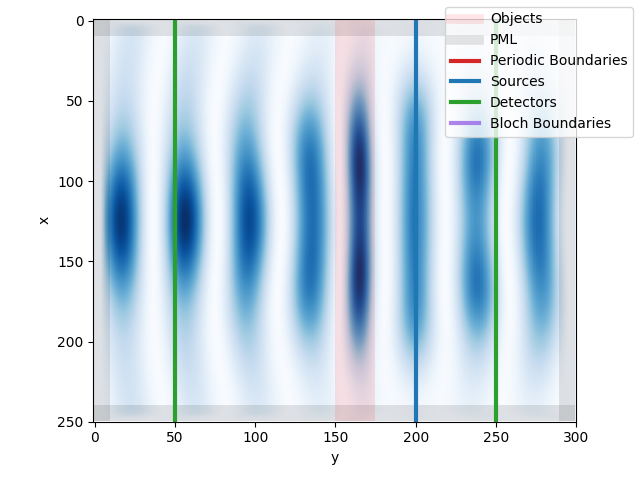 Objects
PML
Periodic Boundaries
Sources
Detectors
Bloch Boundaries
0
50
100
150
200
250
x
0
50
100
150
200
250
300
y